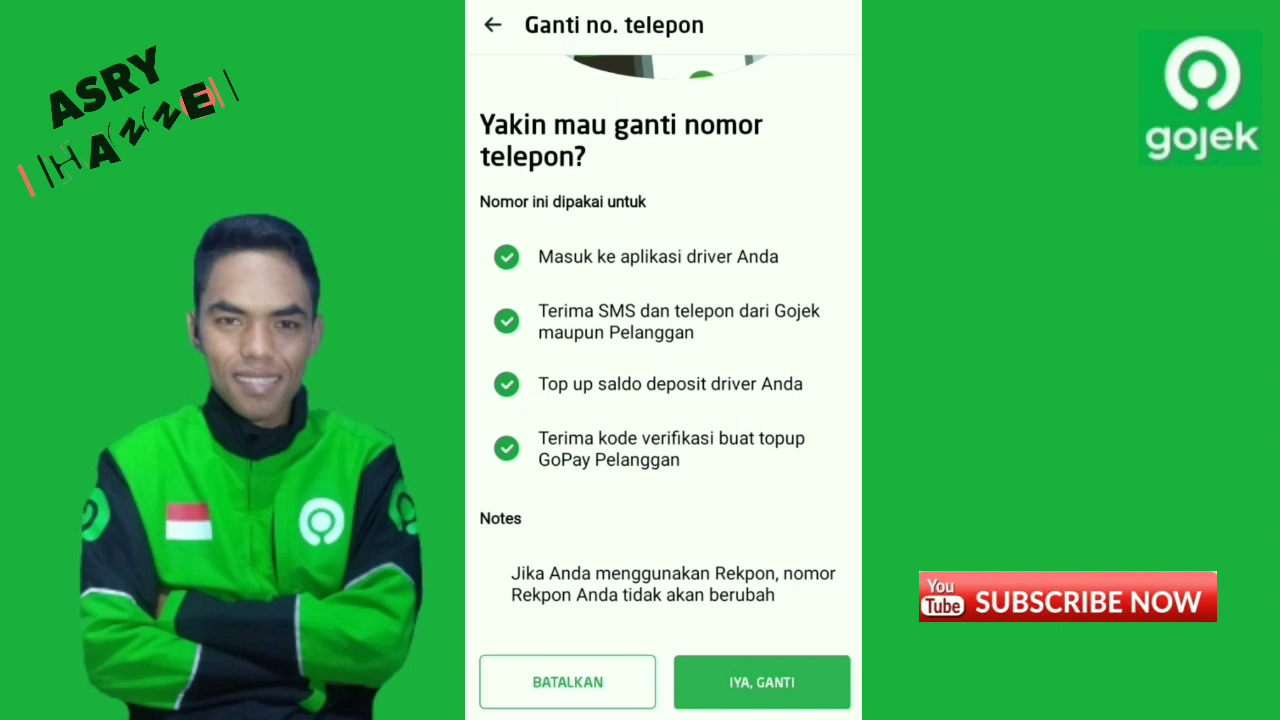 ASRY
HAZZE
Ganti no. telepon
Yakin mau ganti nomor
telepon?
Nomor ini dipakai untuk
Masuk ke aplikasi driver Anda
Terima SMS dan telepon dari Gojek
maupun Pelanggan
Top up saldo deposit driver Anda
Terima kode verifikasi buat topup
GoPay Pelanggan
Notes
Jika Anda menggunakan Rekpon, nomor
Rekpon Anda tidak akan berubah
BATALKAN
IYA, GANTI
gojek
You
Tube SUBSCRIBE NOW